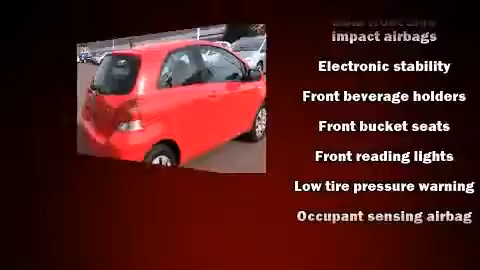 impact airbags
Electronic stability
Front beverage holders
Front bucket seats
Front reading lights
Low tire pressure warning
Occupant sensing airbag